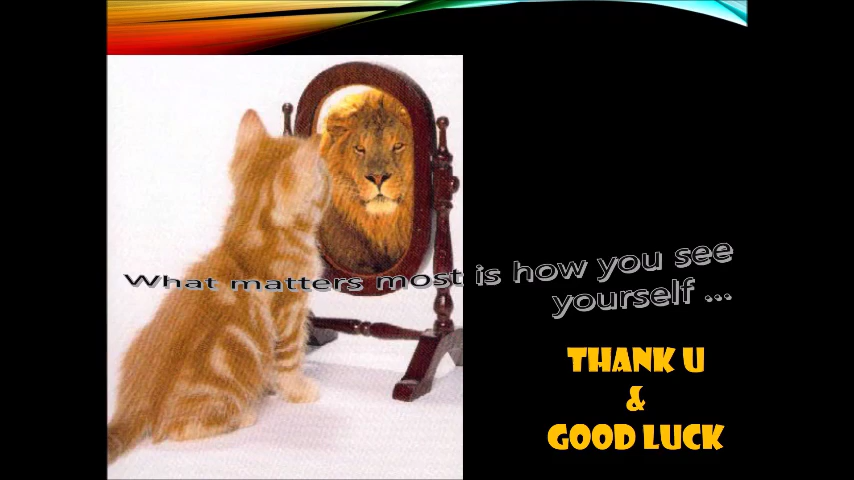 What matters most is how you see
yourself ...
THANK U
&
GOOD LUCK